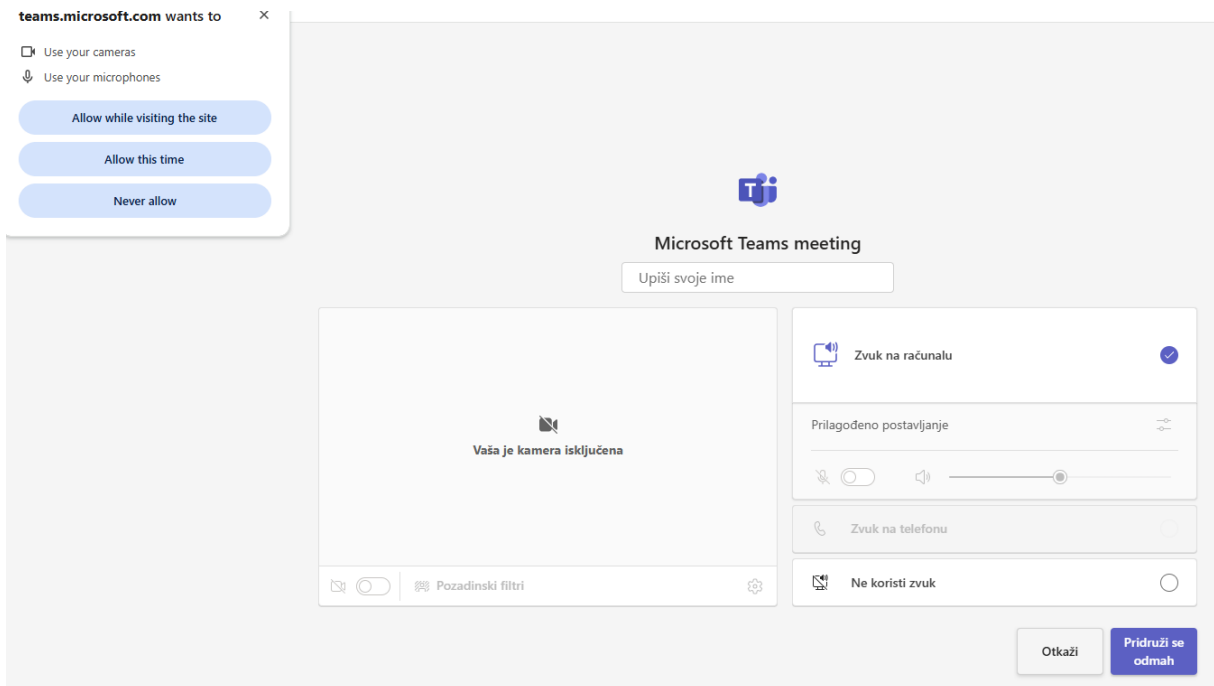 teams.microsoft.com wants to
Use your cameras
Use your microphones
Allow while visiting the site
Allow this time
Never allow
T
Microsoft Teams meeting
Upiši svoje ime
Vaša je kamera isključena
Pozadinski filtri
Zvuk na računalu
Prilagođeno postavljanje
Zvuk na telefonu
Ne koristi zvuk
Otkaži
Pridruži se
odmah